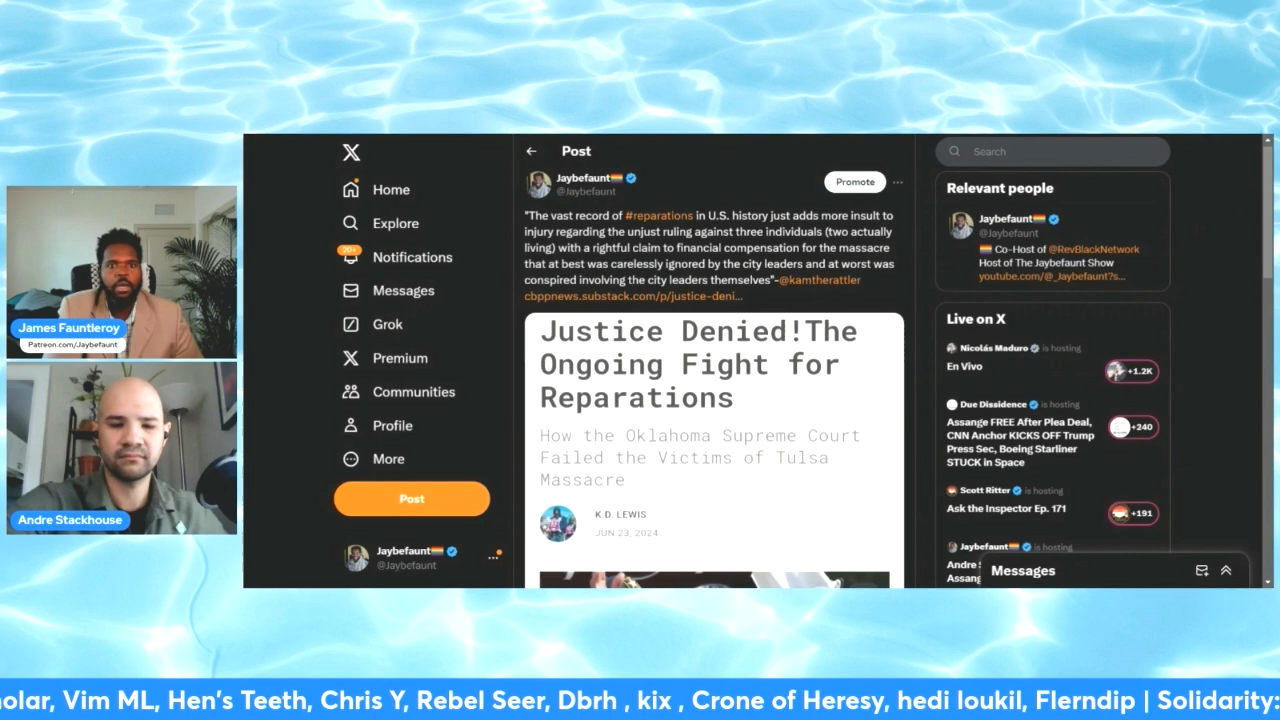 James Fauntleroy
Patreon.com/Jaybefaunt
Andre Stackhouse
X
Home
Explore
20+
Notifications
Messages
Grok
Premium
Communities
Profile
More
Post
Jaybefaunt🏳️‍🌈
@Jaybefaunt
Post
Jaybefaunt🏳️‍🌈
@Jaybefaunt
Promote
"The vast record of #reparations in U.S. history just adds more insult to
injury regarding the unjust ruling against three individuals (two actually
living) with a rightful claim to financial compensation for the massacre
that at best was carelessly ignored by the city leaders and at worst was
conspired involving the city leaders themselves"-@kamtherattler
cbppnews.substack.com/p/justice-deni...
Justice Denied!The
Ongoing Fight for
Reparations
How the Oklahoma Supreme Court
Failed the Victims of Tulsa
Massacre
K.D. LEWIS
JUN 23, 2024
Search
Relevant people
Jaybefaunt🏳️‍🌈
@Jaybefaunt
🏳️‍🌈 Co-Host of @RevBlackNetwork
Host of The Jaybefaunt Show
youtube.com/@_Jaybefaunt?s...
Live on X
Nicolás Maduro is hosting
En Vivo
+1.2K
Due Dissidence is hosting
Assange FREE After Plea Deal,
CNN Anchor KICKS OFF Trump
Press Sec, Boeing Starliner
STUCK in Space
+240
Scott Ritter is hosting
Ask the Inspector Ep. 171
+191
Jaybefaunt🏳️‍🌈 is hosting
Andre
Assang
Messages
olar, Vim ML, Hen's Teeth, Chris Y, Rebel Seer, Dbrh , kix , Crone of Heresy, hedi loukil, Flerndip | Solidarity: